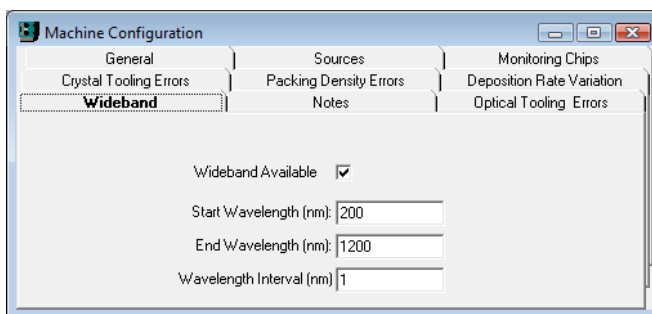 Machine Configuration
General Sources Monitoring Chips
Crystal Tooling Errors Packing Density Errors Deposition Rate Variation
Wideband Notes Optical Tooling Errors
Wideband Available
Start Wavelength (nm): 200
End Wavelength (nm): 1200
Wavelength Interval (nm) 1